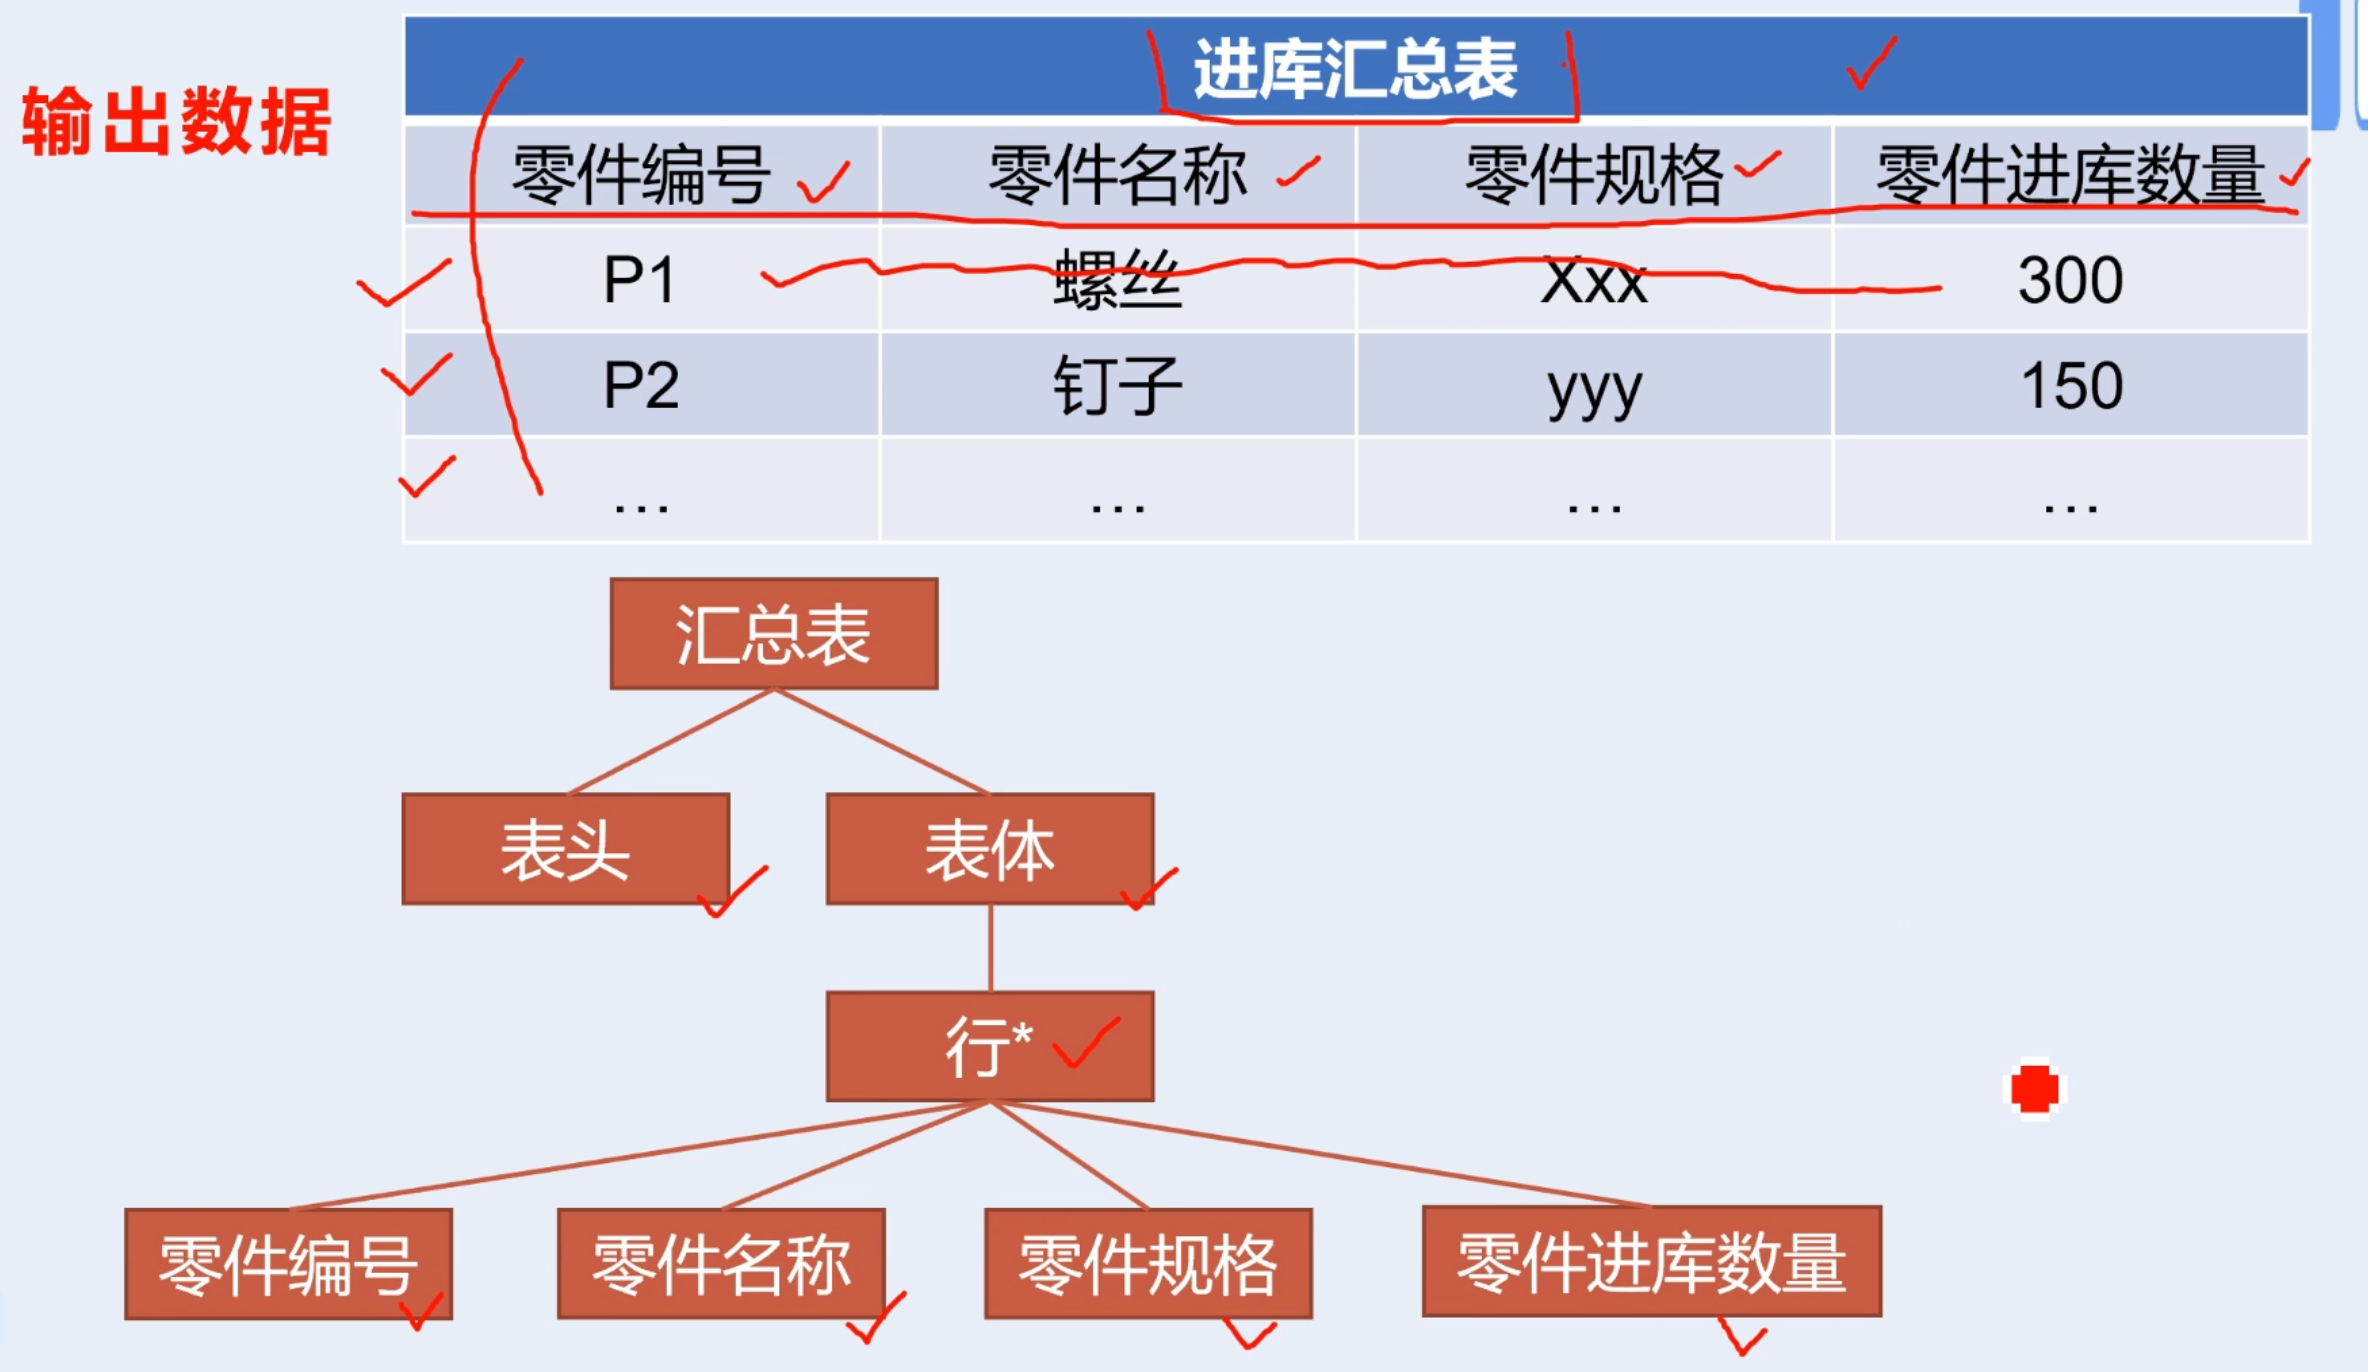 输出数据
进库汇总表
零件编号 零件名称 零件规格 零件进库数量
P1 螺丝 Xxx 300
P2 钉子 yyy 150
... ... ... ...
汇总表
表头 表体
行*
零件编号 零件名称 零件规格 零件进库数量